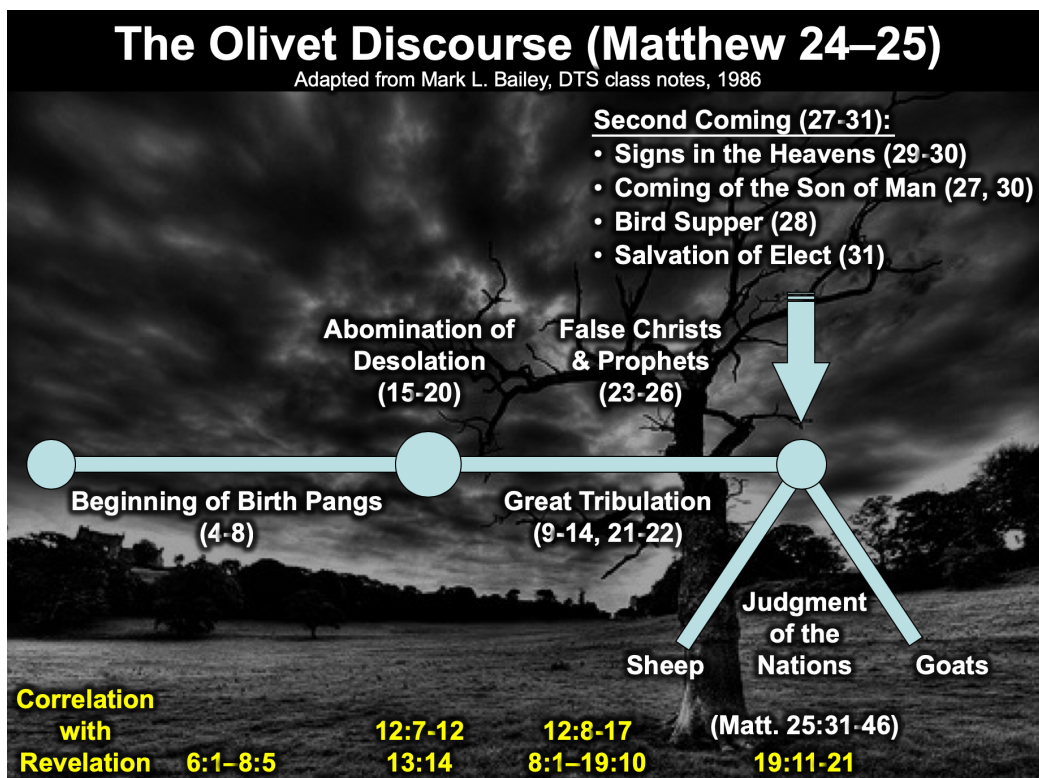 The Olivet Discourse (Matthew 24–25)
Adapted from Mark L. Bailey, DTS class notes, 1986
Second Coming (27-31):
• Signs in the Heavens (29-30)
• Coming of the Son of Man (27, 30)
• Bird Supper (28)
• Salvation of Elect (31)
Abomination of
Desolation
(15-20)
False Christs
& Prophets
(23-26)
Beginning of Birth Pangs
(4-8)
Great Tribulation
(9-14, 21-22)
Judgment
of the
Nations
Sheep
Goats
(Matt. 25:31-46)
Correlation
with
Revelation
6:1–8:5
12:7-12
13:14
12:8-17
8:1–19:10
19:11-21